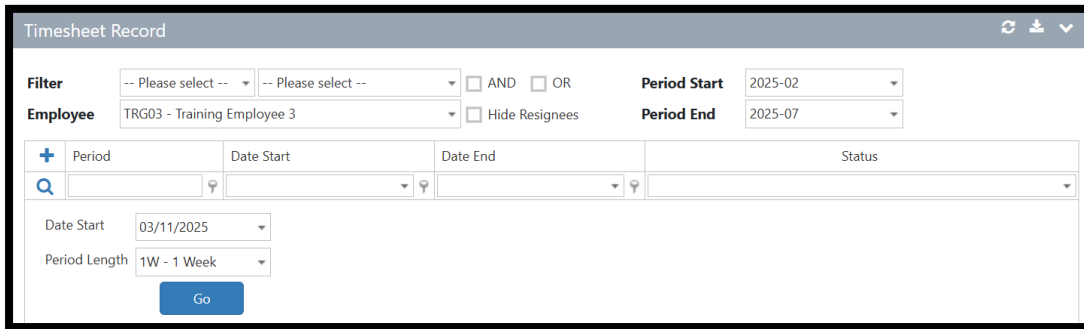 Timesheet Record
Filter -- Please select -- -- Please select -- AND OR Period Start 2025-02
Employee TRG03 - Training Employee 3 Hide Resignees Period End 2025-07
Period Date Start Date End Status
Date Start 03/11/2025
Period Length 1W - 1 Week
Go